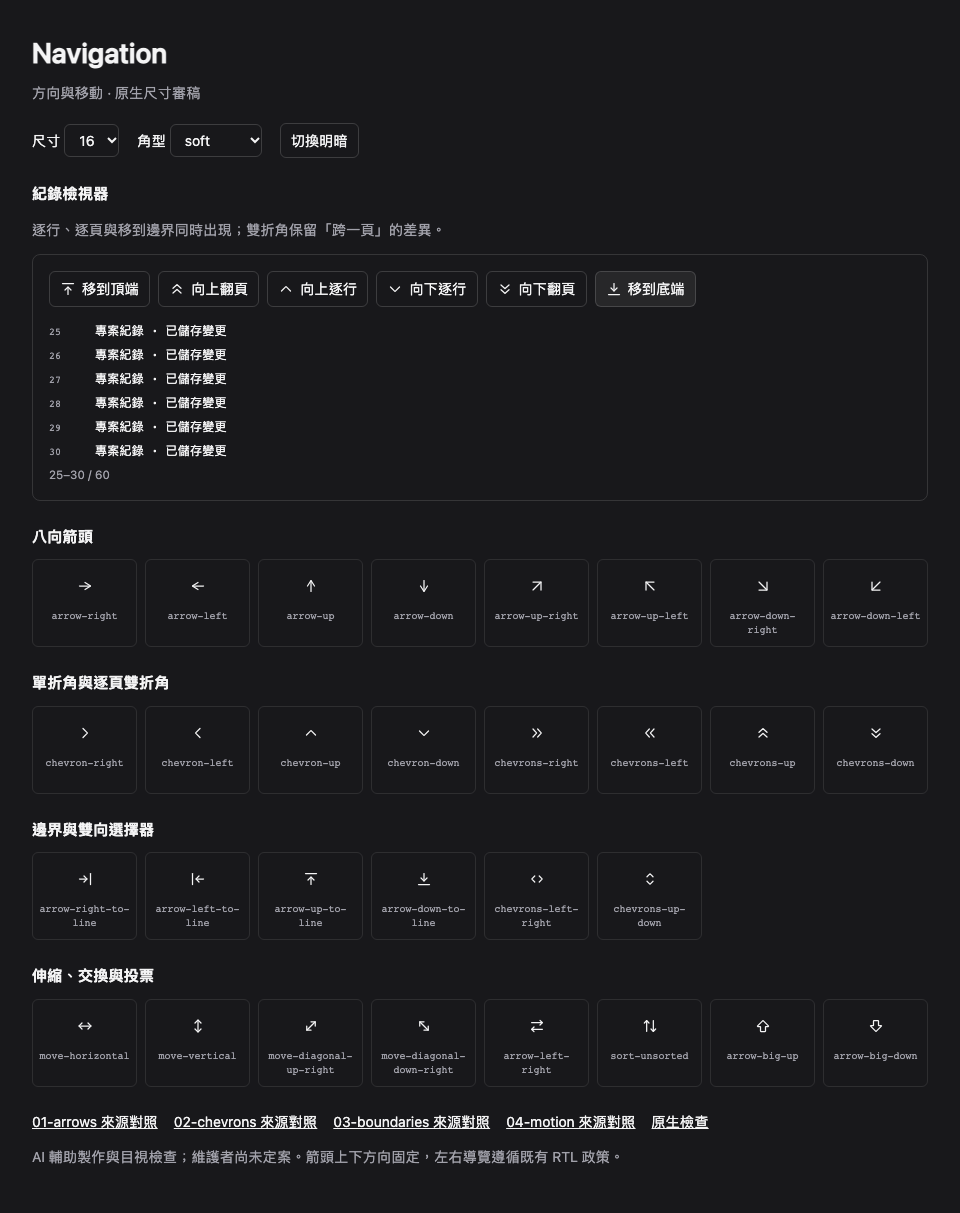 Navigation
方向與移動 · 原生尺寸審稿
尺寸 16 角型 soft 切換明暗
紀錄檢視器
逐行、逐頁與移到邊界同時出現；雙折角保留「跨一頁」的差異。
移到頂端 向上翻頁 向上逐行 向下逐行 向下翻頁 移到底端
25 專案紀錄 · 已儲存變更
26 專案紀錄 · 已儲存變更
27 專案紀錄 · 已儲存變更
28 專案紀錄 · 已儲存變更
29 專案紀錄 · 已儲存變更
30 專案紀錄 · 已儲存變更
25–30 / 60
八向箭頭
arrow-right arrow-left arrow-up arrow-down arrow-up-right arrow-up-left arrow-down-right arrow-down-left
單折角與逐頁雙折角
chevron-right chevron-left chevron-up chevron-down chevrons-right chevrons-left chevrons-up chevrons-down
邊界與雙向選擇器
arrow-right-to-line arrow-left-to-line arrow-up-to-line arrow-down-to-line chevrons-left-right chevrons-up-down
伸縮、交換與投票
move-horizontal move-vertical move-diagonal-up-right move-diagonal-down-right arrow-left-right sort-unsorted arrow-big-up arrow-big-down
01-arrows 來源對照 02-chevrons 來源對照 03-boundaries 來源對照 04-motion 來源對照 原生檢查
AI 輔助製作與目視檢查；維護者尚未定案。箭頭上下方向固定，左右導覽遵循既有 RTL 政策。